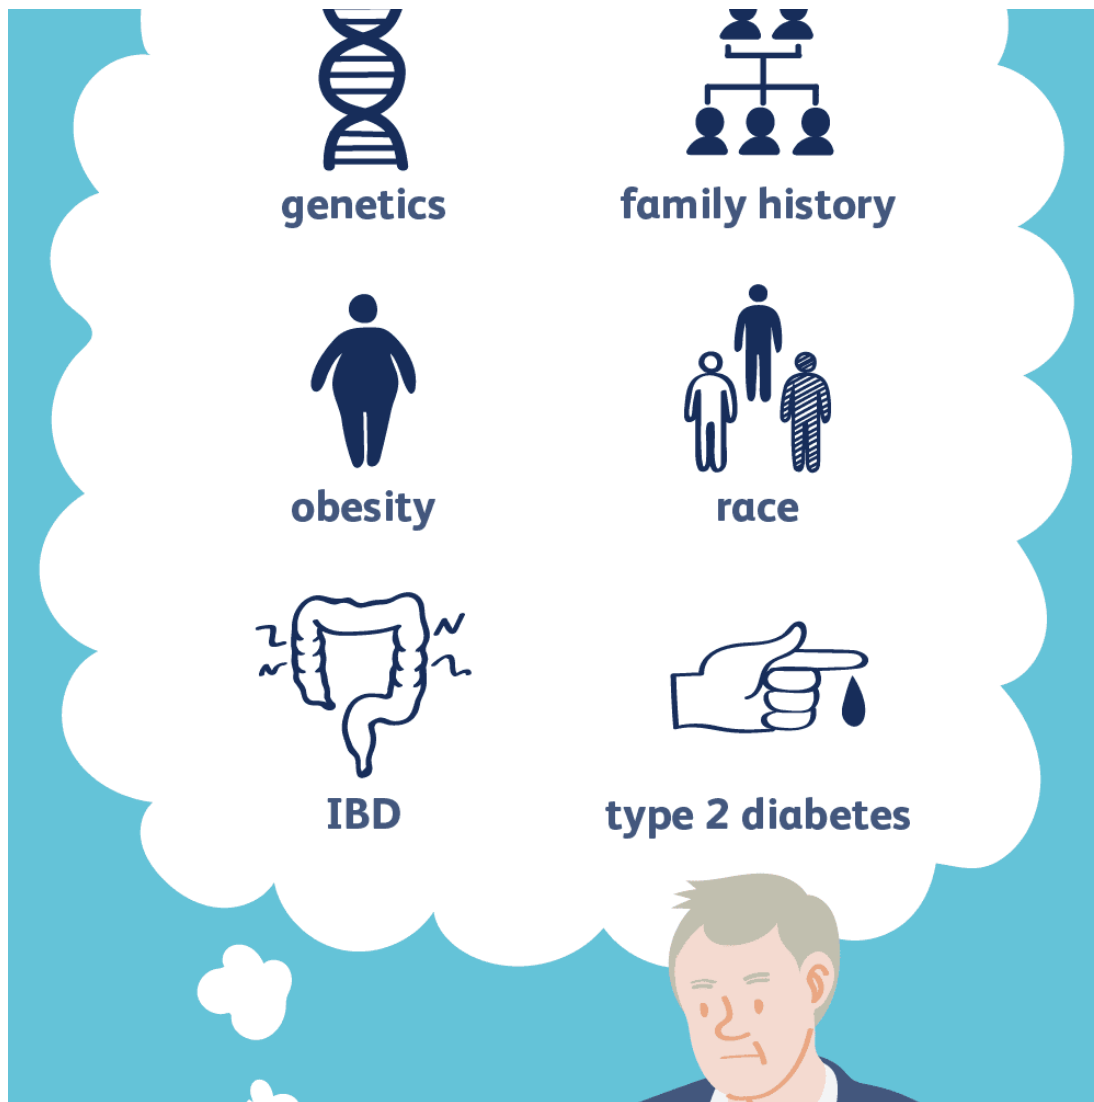 genetics
family history
obesity
race
IBD
type 2 diabetes